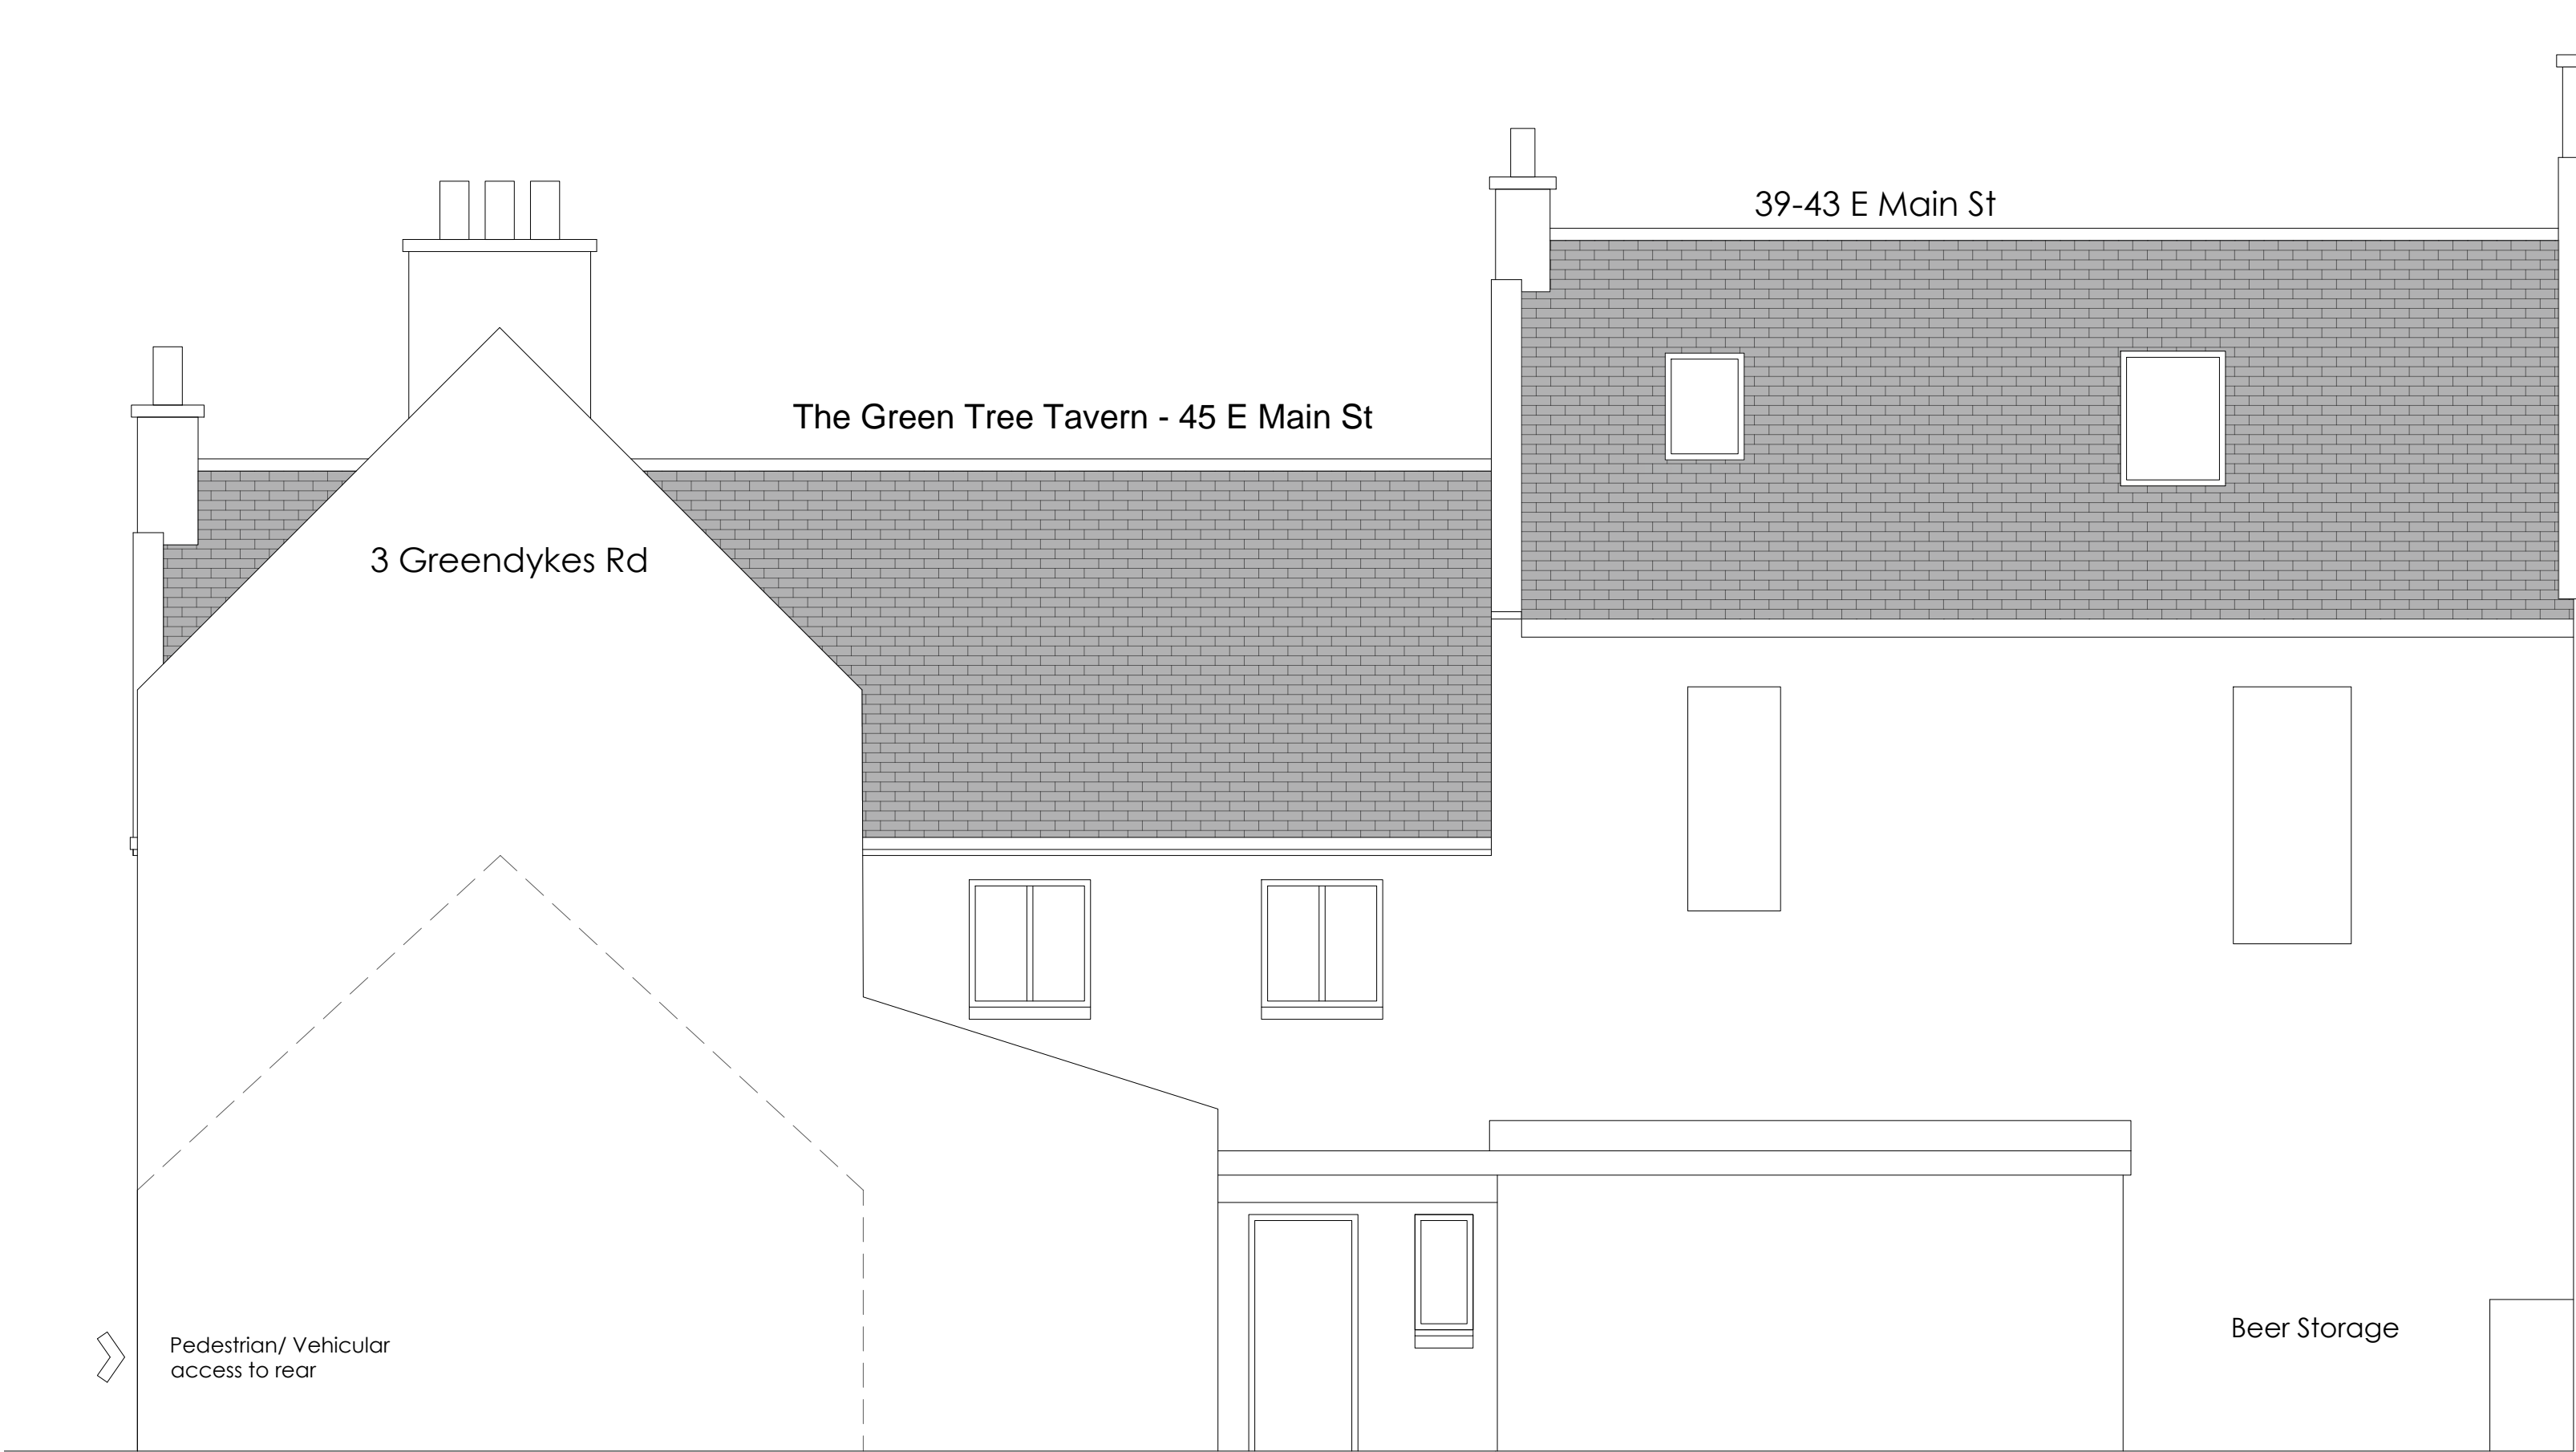 39-43 E Main St
The Green Tree Tavern - 45 E Main St
3 Greendykes Rd
Beer Storage
Pedestrian/ Vehicular
access to rear